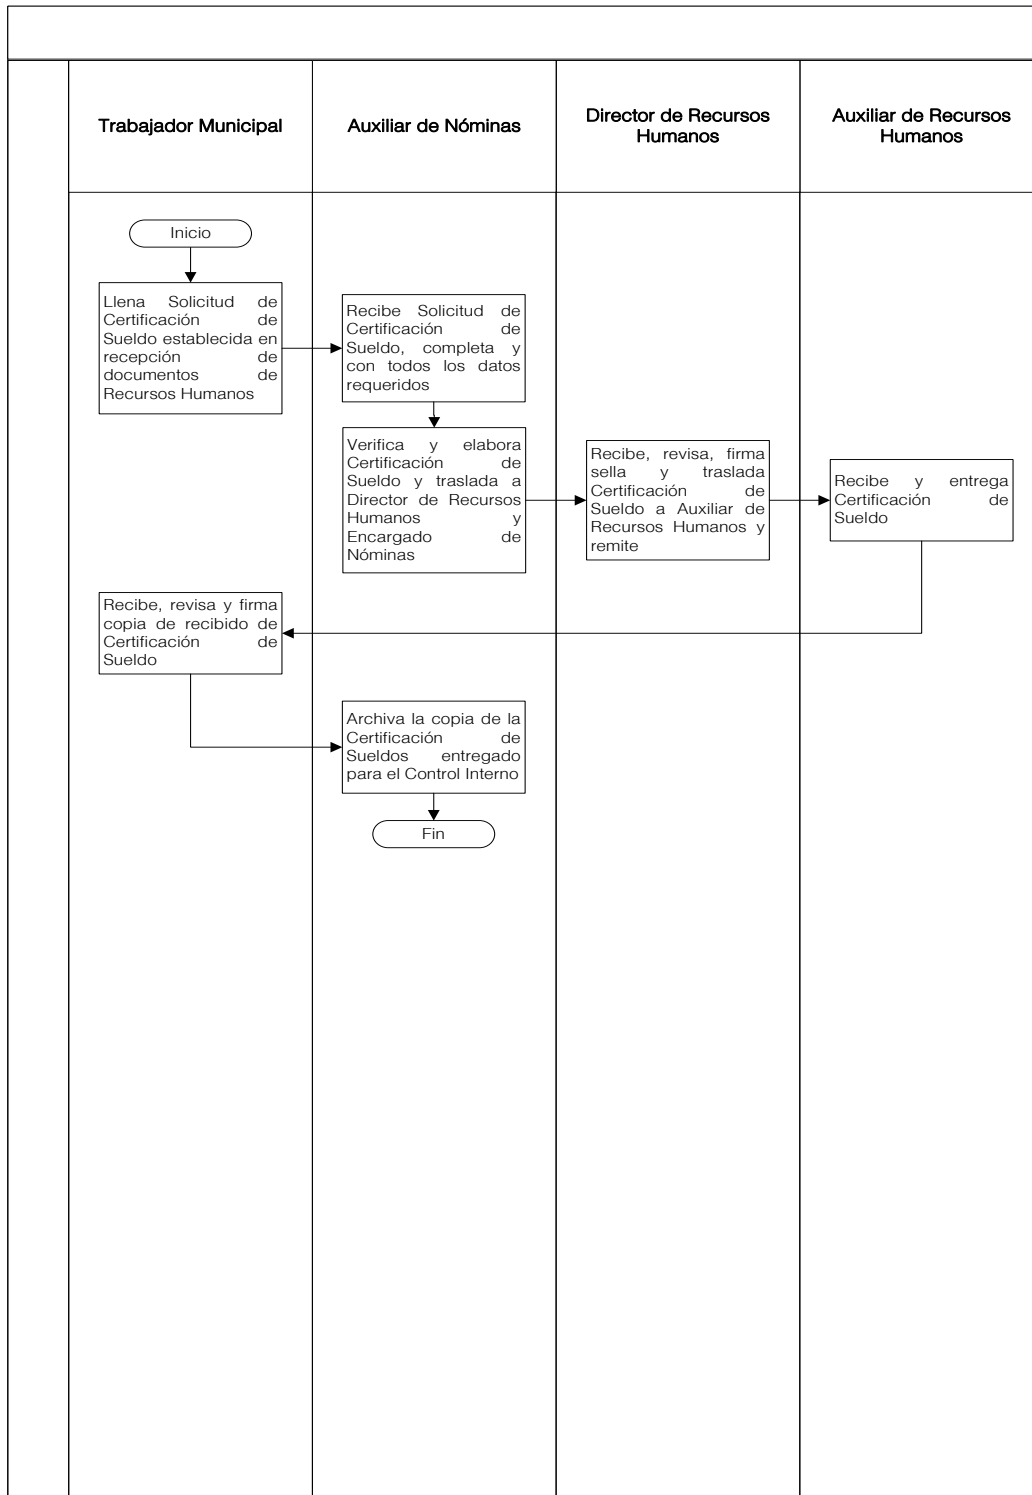 Trabajador Municipal
Auxiliar de Nóminas
Director de Recursos
Humanos
Auxiliar de Recursos
Humanos
Inicio
Llena Solicitud de
Certificación de
Sueldo establecida en
recepción de
documentos de
Recursos Humanos
Recibe Solicitud de
Certificación de
Sueldo, completa y
con todos los datos
requeridos
Verifica y elabora
Certificación de
Sueldo y traslada a
Director de Recursos
Humanos y
Encargado de
Nóminas
Recibe, revisa, firma
sella y traslada
Certificación de
Sueldo a Auxiliar de
Recursos Humanos y
remite
Recibe y entrega
Certificación de
Sueldo
Recibe, revisa y firma
copia de recibido de
Certificación de
Sueldo
Archiva la copia de la
Certificación de
Sueldos entregado
para el Control Interno
Fin